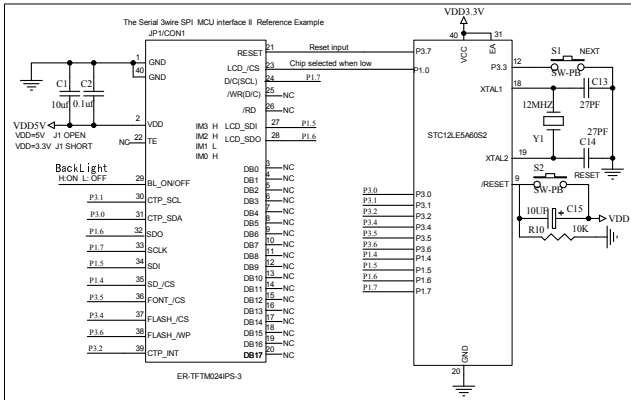 The Serial 3wire SPI MCU interface II Reference Example
JP1/CON1
1 GND
40 GND
C1 C2
10uf 0.1uf
VDD5V
2 VDD
VDD=5V J1 OPEN
VDD=3.3V J1 SHORT
NC 22 TE
BackLight
H:ON L: OFF
29 BL_ON/OFF
P3.1 30 CTP_SCL
P3.0 31 CTP_SDA
P1.6 32 SDO
P1.7 33 SCLK
P1.5 34 SDI
P1.4 35 SD_/CS
P3.5 36 FONT_/CS
P3.4 37 FLASH_/CS
P3.6 38 FLASH_/WP
P3.2 39 CTP_INT
RESET 21 Reset input
LCD_/CS 23 Chip selected when low
D/C(SCL) 24 P1.7
/WR(D/C) 25 NC
/RD 26 NC
IM3 H LCD_SDI 27 P1.5
IM2 H LCD_SDO 28 P1.6
IM1 L
IM0 H
DB0 3 NC
DB1 4 NC
DB2 5 NC
DB3 6 NC
DB4 7 NC
DB5 8 NC
DB6 9 NC
DB7 10 NC
DB8 11 NC
DB9 12 NC
DB10 13 NC
DB11 14 NC
DB12 15 NC
DB13 16 NC
DB14 17 NC
DB15 18 NC
DB16 19 NC
DB17 20 NC
ER-TFTM024IPS-3
VDD3.3V
40 31
VCC EA
P3.7
P1.0
STC12LE5A60S2
P3.0 P3.0
P3.1 P3.1
P3.2 P3.2
P3.4 P3.4
P3.5 P3.5
P3.6 P3.6
P1.4 P1.4
P1.5 P1.5
P1.6 P1.6
P1.7 P1.7
GND
20
P3.3 12
S1 NEXT
SW-PB
XTAL1 18
C13
27PF
12MHZ
Y1
27PF
XTAL2 19
C14
S2 RESET
/RESET 9
SW-PB
10UF + C15
VDD
R10 10K